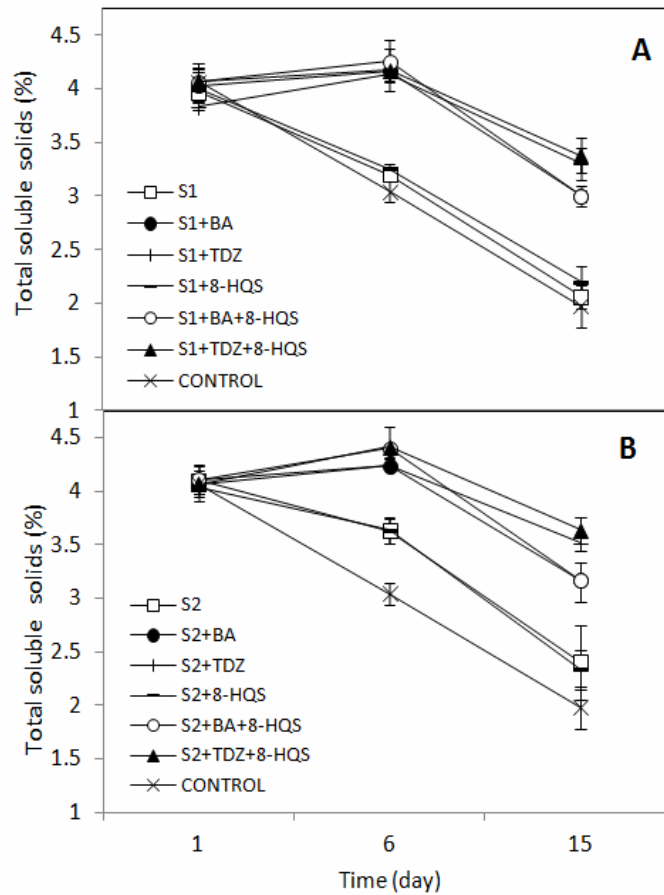 A
Total soluble solids (%)
4.5
4
3.5
3
2.5
2
1.5
1
S1
S1+BA
S1+TDZ
S1+8-HQS
S1+BA+8-HQS
S1+TDZ+8-HQS
CONTROL
B
Total soluble solids (%)
4.5
4
3.5
3
2.5
2
1.5
1
S2
S2+BA
S2+TDZ
S2+8-HQS
S2+BA+8-HQS
S2+TDZ+8-HQS
CONTROL
1 6 15
Time (day)